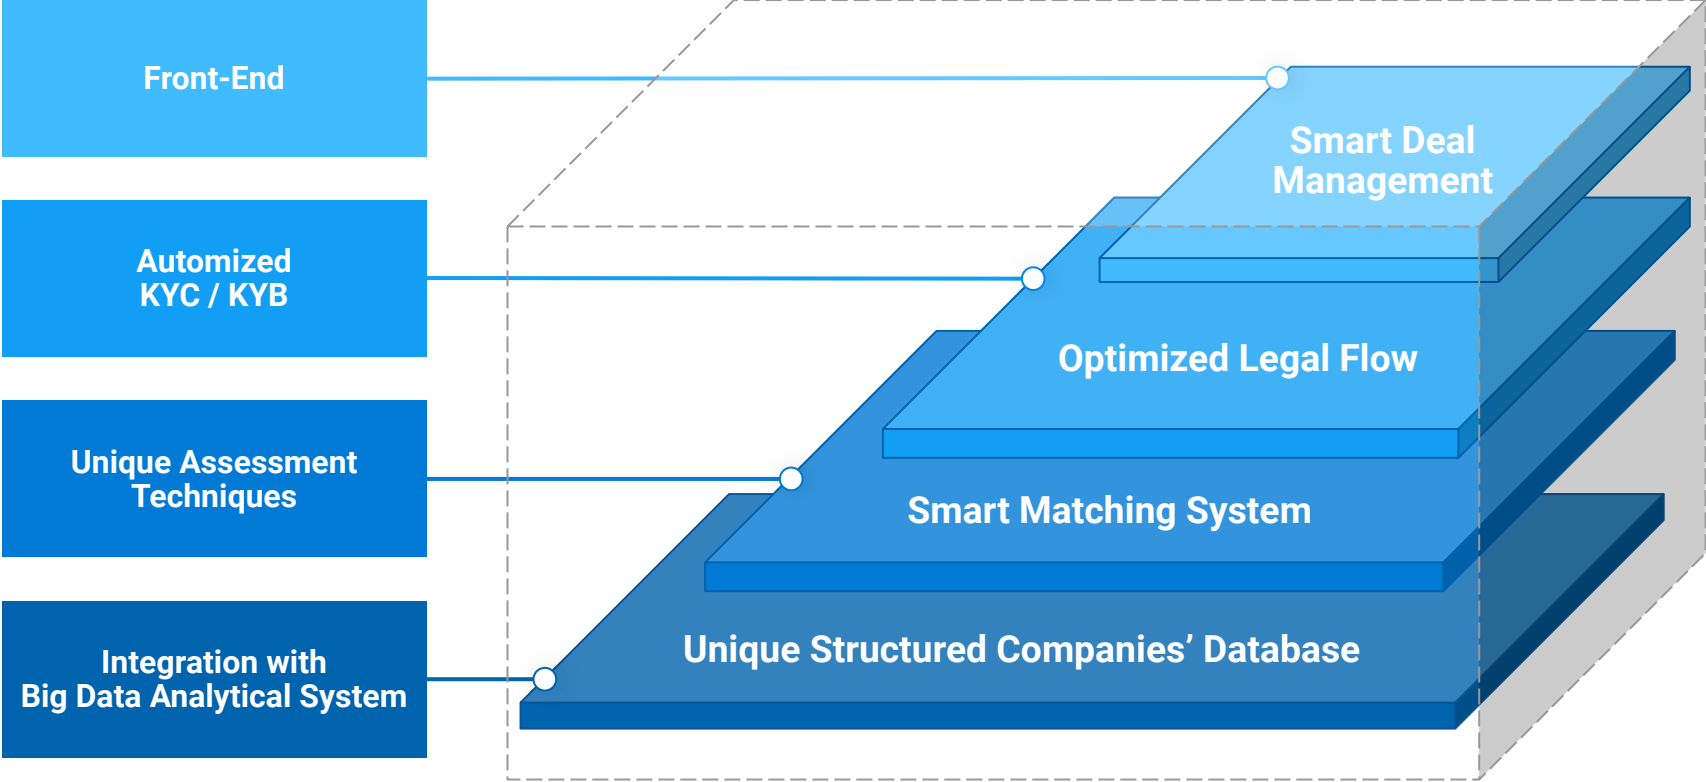 Front-End
Smart Deal
Management
Automized
KYC / KYB
Optimized Legal Flow
Unique Assessment
Techniques
Smart Matching System
Integration with
Big Data Analytical System
Unique Structured Companies’ Database